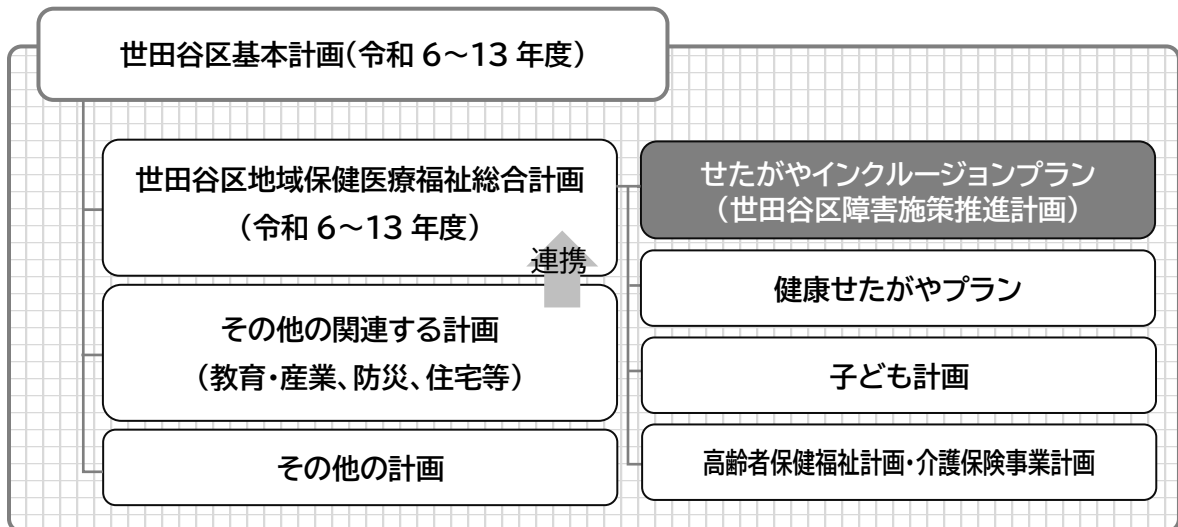 世田谷区基本計画(令和 6～13 年度)
世田谷区地域保健医療福祉総合計画
(令和 6～13 年度)
連携
その他の関連する計画
(教育・産業、防災、住宅等)
その他の計画
せたがやインクルージョンプラン
(世田谷区障害施策推進計画)
健康せたがやプラン
子ども計画
高齢者保健福祉計画・介護保険事業計画